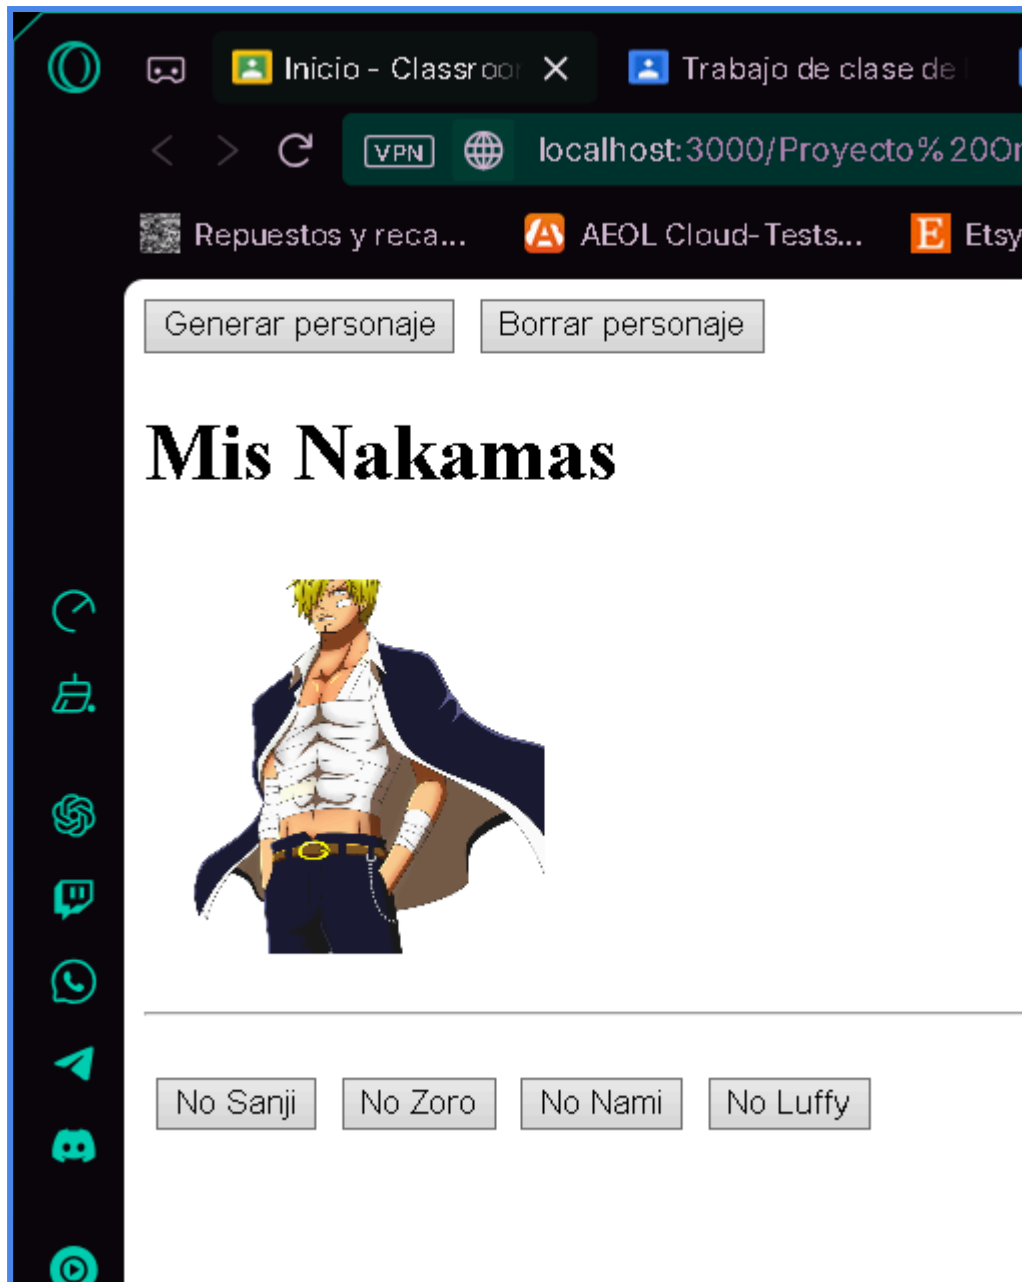 Inicio - Classroo
Trabajo de clase de
VPN
localhost:3000/Proyecto%20
Repuestos y reca...
AEOL Cloud-Tests...
E
Etsy
Generar personaje
Borrar personaje
Mis Nakamas
No Sanji
No Zoro
No Nami
No Luffy